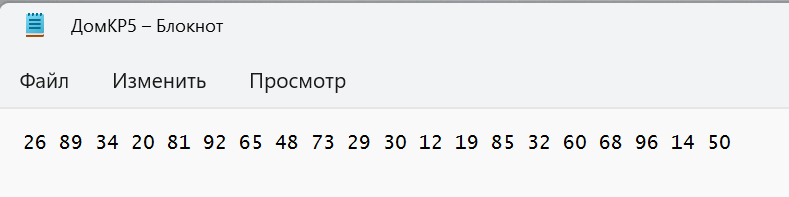 ДомКР5 – Блокнот
Файл Изменить Просмотр
26 89 34 20 81 92 65 48 73 29 30 12 19 85 32 60 68 96 14 50